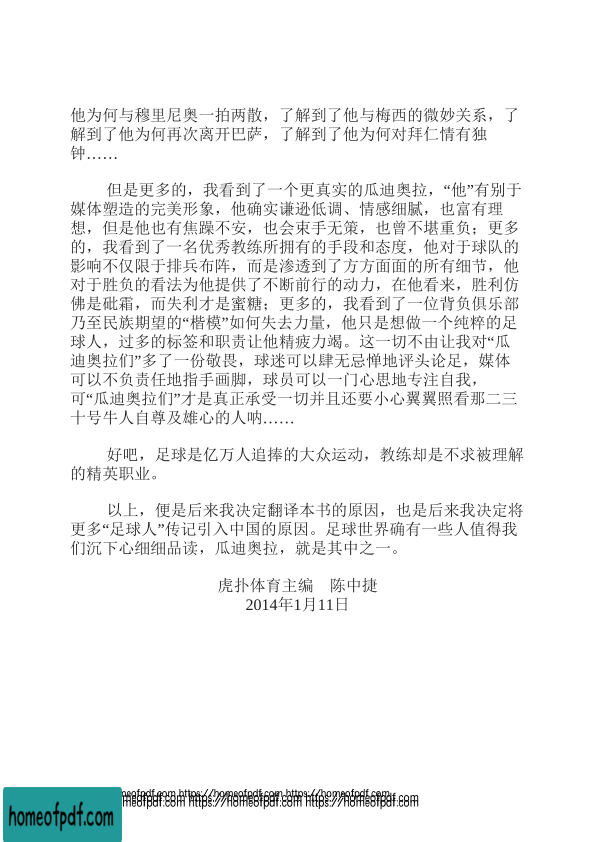 他为何与穆里尼奥一拍两散，了解到了他与梅西的微妙关系，了
解到了他为何再次离开巴萨，了解到了他为何对拜仁情有独
钟……
但是更多的，我看到了一个更真实的瓜迪奥拉，“他”有别于
媒体塑造的完美形象，他确实谦逊低调、情感细腻，也富有理
想，但是他也有焦躁不安，也会束手无策，也曾不堪重负；更多
的，我看到了一名优秀教练所拥有的手段和态度，他对于球队的
影响不仅限于排兵布阵，而是渗透到了方方面面的所有细节，他
对于胜负的看法为他提供了不断前行的动力，在他看来，胜利仿
佛是砒霜，而失利才是蜜糖；更多的，我看到了一位背负俱乐部
乃至民族期望的“楷模”如何失去力量，他只是想做一个纯粹的足
球人，过多的标签和职责让他精疲力竭。这一切不由让我对“瓜
迪奥拉们”多了一份敬畏，球迷可以肆无忌惮地评头论足，媒体
可以不负责任地指手画脚，球员可以一门心思地专注自我，
可“瓜迪奥拉们”才是真正承受一切并且还要小心翼翼照看那二三
十号牛人自尊及雄心的人呐……
好吧，足球是亿万人追捧的大众运动，教练却是不求被理解
的精英职业。
以上，便是后来我决定翻译本书的原因，也是后来我决定将
更多“足球人”传记引入中国的原因。足球世界确有一些人值得我
们沉下心细细品读，瓜迪奥拉，就是其中之一。
虎扑体育主编　陈中捷
2014年1月11日
homeofpdf.com https://homeofpdf.com https://homeofpdf.com
homeofpdf.com https://homeofpdf.com https://homeofpdf.com
homeofpdf.com